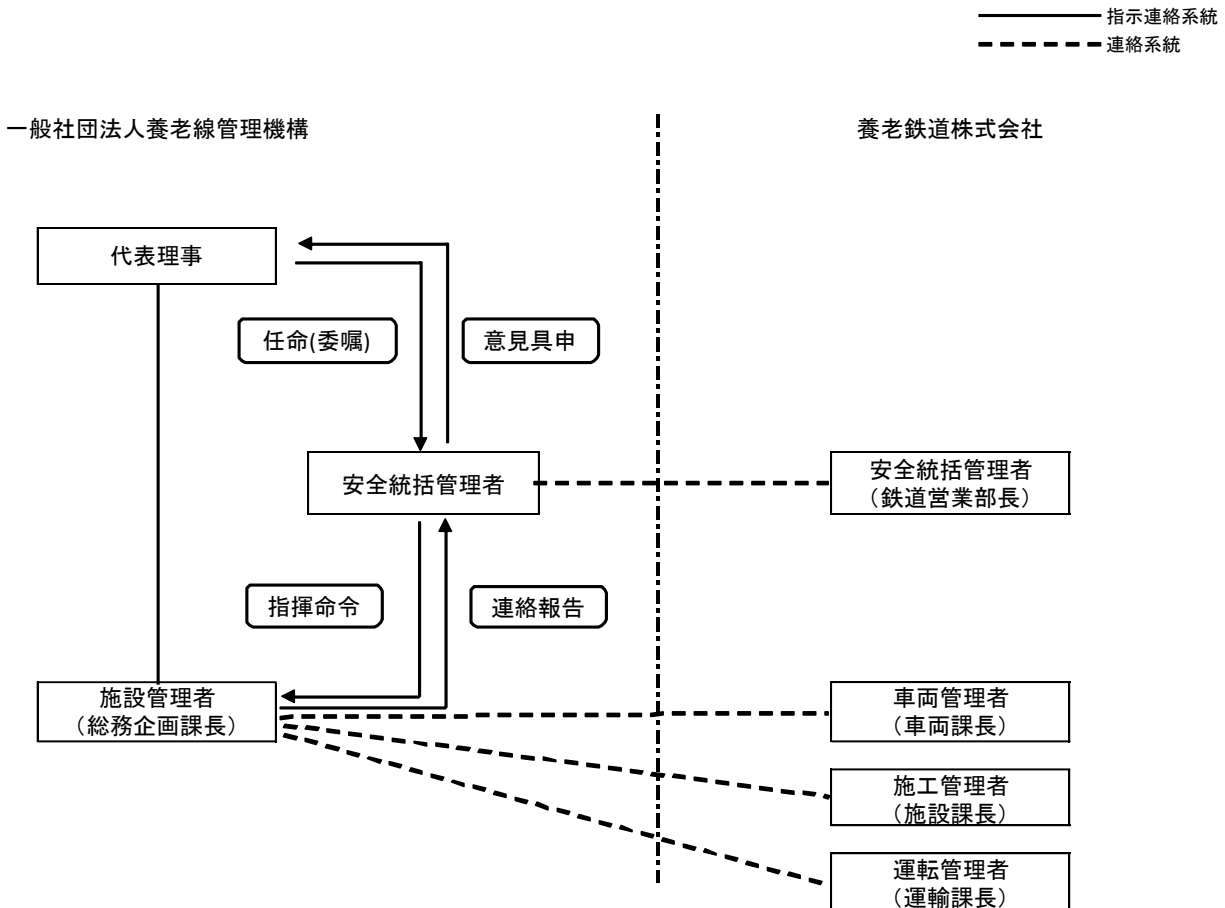 指示連絡系統
連絡系統
一般社団法人養老線管理機構
養老鉄道株式会社
代表理事
任命(委嘱)
意見具申
安全統括管理者
安全統括管理者
（鉄道営業部長）
指揮命令
連絡報告
施設管理者
（総務企画課長）
車両管理者
（車両課長）
施工管理者
（施設課長）
運転管理者
（運輸課長）